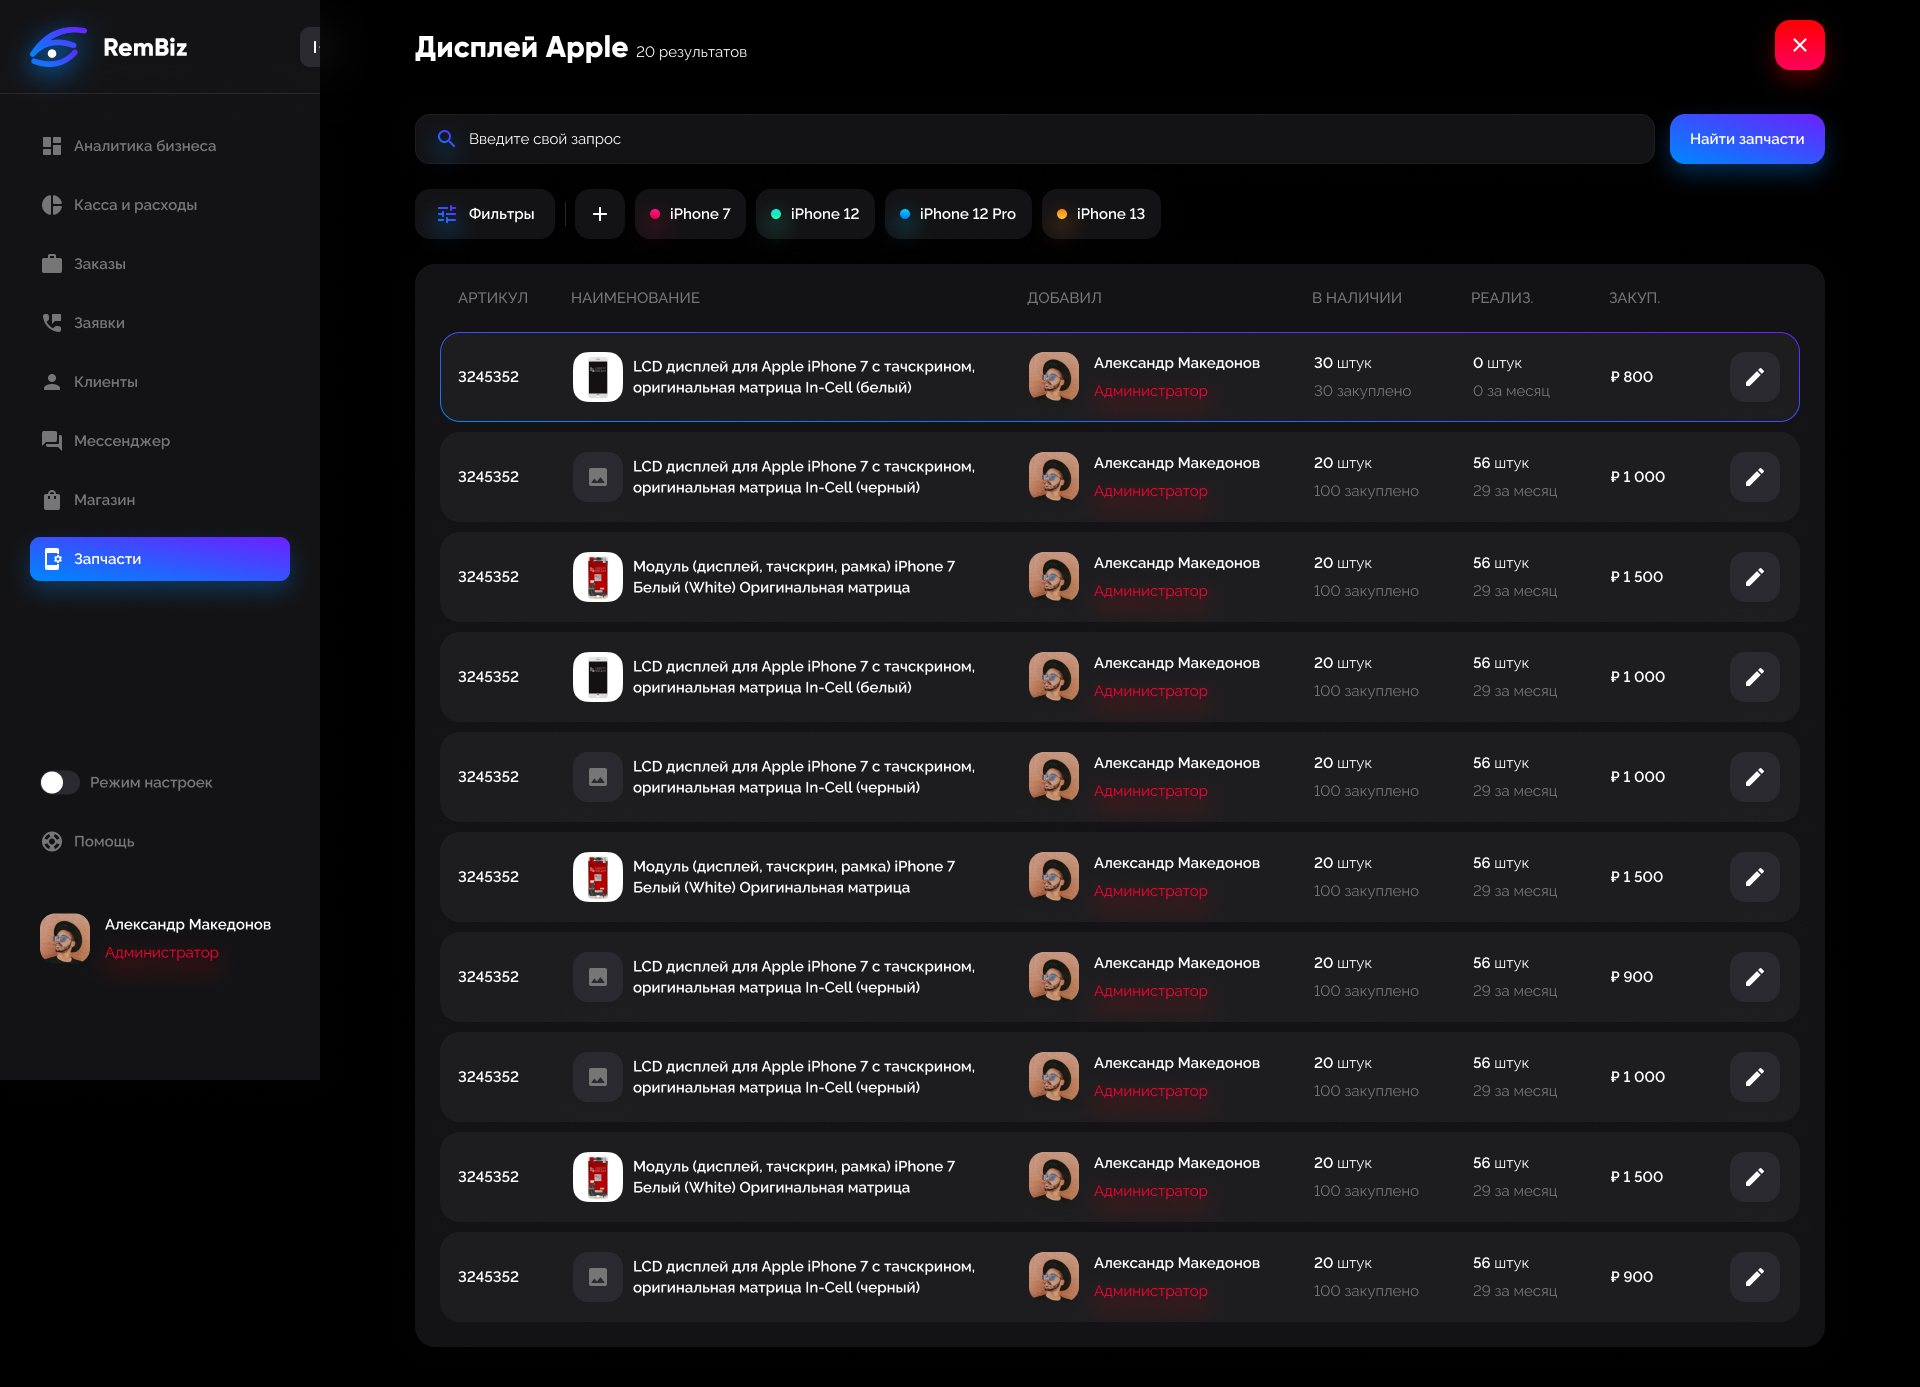 RemBiz
Аналитика бизнеса
Касса и расходы
Заказы
Заявки
Клиенты
Мессенджер
Магазин
Запчасти
Режим настроек
Помощь
Александр Македонов
Администратор
Дисплей Apple 20 результатов
Введите свой запрос
Найти запчасти
Фильтры
iPhone 7
iPhone 12
iPhone 12 Pro
iPhone 13
АРТИКУЛ НАИМЕНОВАНИЕ ДОБАВИЛ В НАЛИЧИИ РЕАЛИЗ. ЗАКУП.
3245352
LCD дисплей для Apple iPhone 7 с тачскрином,
оригинальная матрица In-Cell (белый)
Александр Македонов
Администратор
30 штук
30 закуплено
0 штук
0 за месяц
₽ 800
3245352
LCD дисплей для Apple iPhone 7 с тачскрином,
оригинальная матрица In-Cell (черный)
Александр Македонов
Администратор
20 штук
100 закуплено
56 штук
29 за месяц
₽ 1 000
3245352
Модуль (дисплей, тачскрин, рамка) iPhone 7
Белый (White) Оригинальная матрица
Александр Македонов
Администратор
20 штук
100 закуплено
56 штук
29 за месяц
₽ 1 500
3245352
LCD дисплей для Apple iPhone 7 с тачскрином,
оригинальная матрица In-Cell (белый)
Александр Македонов
Администратор
20 штук
100 закуплено
56 штук
29 за месяц
₽ 1 000
3245352
LCD дисплей для Apple iPhone 7 с тачскрином,
оригинальная матрица In-Cell (черный)
Александр Македонов
Администратор
20 штук
100 закуплено
56 штук
29 за месяц
₽ 1 000
3245352
Модуль (дисплей, тачскрин, рамка) iPhone 7
Белый (White) Оригинальная матрица
Александр Македонов
Администратор
20 штук
100 закуплено
56 штук
29 за месяц
₽ 1 500
3245352
LCD дисплей для Apple iPhone 7 с тачскрином,
оригинальная матрица In-Cell (черный)
Александр Македонов
Администратор
20 штук
100 закуплено
56 штук
29 за месяц
₽ 900
3245352
LCD дисплей для Apple iPhone 7 с тачскрином,
оригинальная матрица In-Cell (черный)
Александр Македонов
Администратор
20 штук
100 закуплено
56 штук
29 за месяц
₽ 1 000
3245352
Модуль (дисплей, тачскрин, рамка) iPhone 7
Белый (White) Оригинальная матрица
Александр Македонов
Администратор
20 штук
100 закуплено
56 штук
29 за месяц
₽ 1 500
3245352
LCD дисплей для Apple iPhone 7 с тачскрином,
оригинальная матрица In-Cell (черный)
Александр Македонов
Администратор
20 штук
100 закуплено
56 штук
29 за месяц
₽ 900